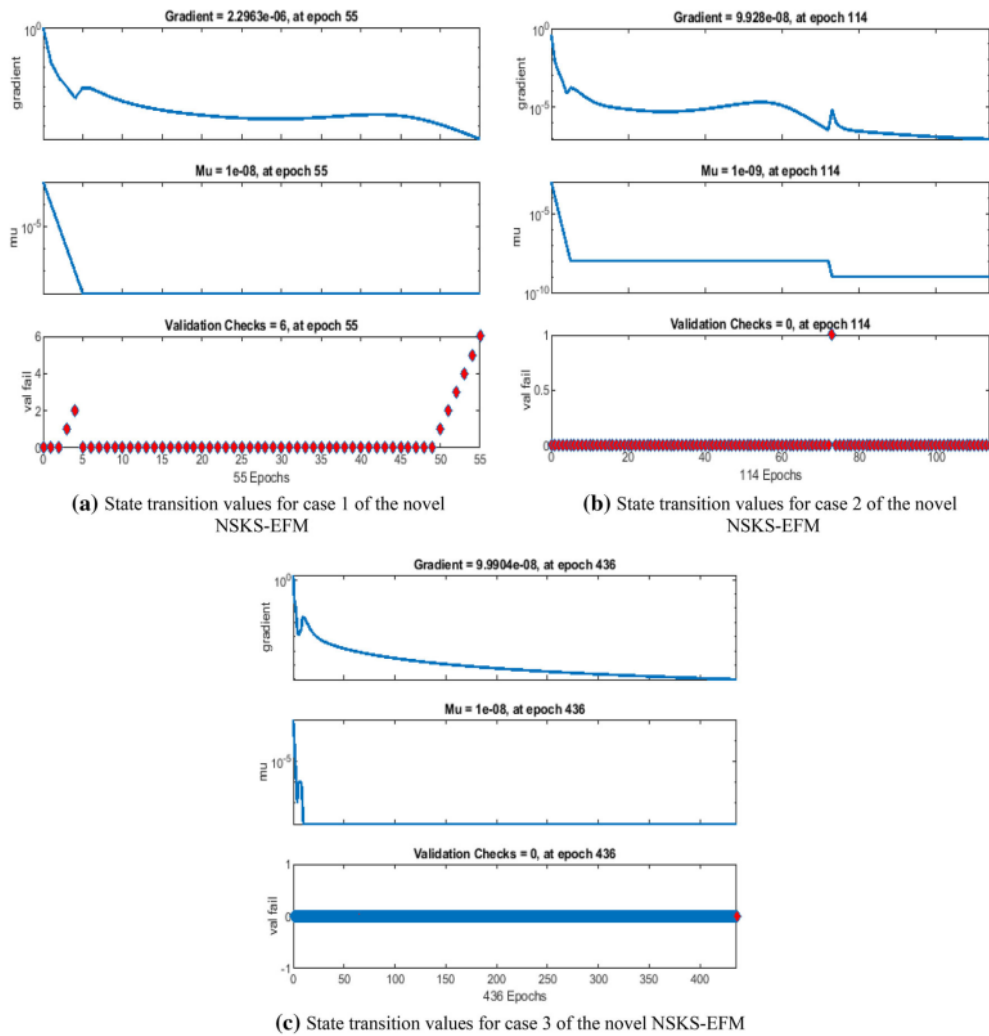 Gradient = 2.2963e-06, at epoch 55
10^0
gradient
Mu = 1e-08, at epoch 55
10^-5
mu
Validation Checks = 6, at epoch 55
6
4
2
0
val fail
0 5 10 15 20 25 30 35 40 45 50 55
55 Epochs
(a) State transition values for case 1 of the novel
NSKS-EFM
Gradient = 9.928e-08, at epoch 114
10^0
10^-5
gradient
Mu = 1e-09, at epoch 114
10^-5
10^-10
mu
Validation Checks = 0, at epoch 114
1
0.5
0
val fail
0 20 40 60 80 100
114 Epochs
(b) State transition values for case 2 of the novel
NSKS-EFM
Gradient = 9.9904e-08, at epoch 436
10^0
gradient
Mu = 1e-08, at epoch 436
10^-5
mu
Validation Checks = 0, at epoch 436
1
0
-1
val fail
0 50 100 150 200 250 300 350 400
436 Epochs
(c) State transition values for case 3 of the novel NSKS-EFM